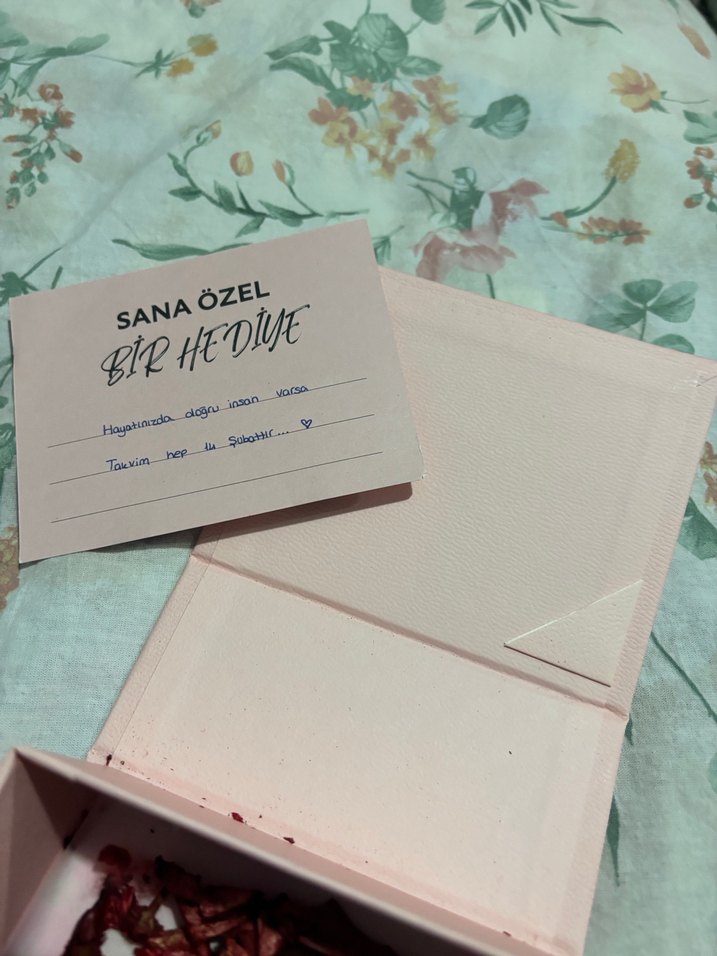 SANA ÖZEL
BİR HEDİYE
Hayatınızda doğru insan varsa
Takvim hep 14 Şubattır... ♡